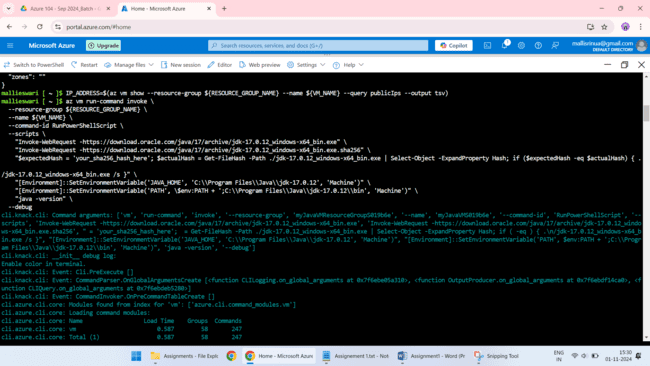 Azure 104 - Sep 2024_Batch - G
Home - Microsoft Azure
portal.azure.com/#home
Microsoft Azure
Upgrade
Search resources, services, and docs (G+/)
Copilot
1
mallisrinua@gmail.com
DEFAULT DIRECTORY
Switch to PowerShell
Restart
Manage files
New session
Editor
Web preview
Settings
Help
"zones": ""
}
mallieswari [ ~ ]$ IP_ADDRESS=$(az vm show --resource-group ${RESOURCE_GROUP_NAME} --name ${VM_NAME} --query publicIps --output tsv)
mallieswari [ ~ ]$ az vm run-command invoke \
--resource-group ${RESOURCE_GROUP_NAME} \
--name ${VM_NAME} \
--command-id RunPowerShellScript \
--scripts \
"Invoke-WebRequest -https://download.oracle.com/java/17/archive/jdk-17.0.12_windows-x64_bin.exe" \
"Invoke-WebRequest -https://download.oracle.com/java/17/archive/jdk-17.0.12_windows-x64_bin.exe.sha256" \
"$expectedHash = 'your_sha256_hash_here'; $actualHash = Get-FileHash -Path ./jdk-17.0.12_windows-x64_bin.exe | Select-Object -ExpandProperty Hash; if ($expectedHash -eq $actualHash) { .
/jdk-17.0.12_windows-x64_bin.exe /s }" \
"[Environment]::SetEnvironmentVariable('JAVA_HOME', 'C:\Program Files\\Java\\jdk-17.0.12', 'Machine')" \
"[Environment]::SetEnvironmentVariable('PATH', \$env:PATH + ';C:\\Program Files\\Java\\jdk-17.0.12\\bin', 'Machine')" \
"java -version" \
--debug
cli.knack.cli: Command arguments: ['vm', 'run-command', 'invoke', '--resource-group', 'myJavaVMResourceGroupS019b6e', '--name', 'myJavaVMS019b6e', '--command-id', 'RunPowerShellScript', '--
scripts', 'Invoke-WebRequest -https://download.oracle.com/java/17/archive/jdk-17.0.12_windows-x64_bin.exe', 'Invoke-WebRequest -https://download.oracle.com/java/17/archive/jdk-17.0.12_windo
ws-x64_bin.exe.sha256', " = 'your_sha256_hash_here';  = Get-FileHash -Path ./jdk-17.0.12_windows-x64_bin.exe | Select-Object -ExpandProperty Hash; if ( -eq ) { .\n/jdk-17.0.12_windows-x64_b
in.exe /s }", "[Environment]::SetEnvironmentVariable('JAVA_HOME', 'C:\\Program Files\\Java\\jdk-17.0.12', 'Machine')", "[Environment]::SetEnvironmentVariable('PATH', $env:PATH + ';C:\\Progr
am Files\\Java\\jdk-17.0.12\\bin', 'Machine')", 'java -version', '--debug']
cli.knack.cli: __init__ debug log:
Enable color in terminal.
cli.knack.cli: Event: Cli.PreExecute []
cli.knack.cli: Event: CommandParser.OnGlobalArgumentsCreate [<function CLILogging.on_global_arguments at 0x7f6ebe05a310>, <function OutputProducer.on_global_arguments at 0x7f6ebdf14ca0>, <f
unction CLIQuery.on_global_arguments at 0x7f6ebdeb5280>]
cli.knack.cli: Event: CommandInvoker.OnPreCommandTableCreate []
cli.azure.cli.core: Modules found from index for 'vm': ['azure.cli.command_modules.vm']
cli.azure.cli.core: Loading command modules:
cli.azure.cli.core: Name Load Time Groups Commands
cli.azure.cli.core: vm 0.587 58 247
cli.azure.cli.core: Total (1) 0.587 58 247
Assignments - File Expl
Home - Microsoft Azure
Assignement 1.txt - Not
Assignment1 - Word (Pr
Snipping Tool
ENG
IN
15:30
01-11-2024